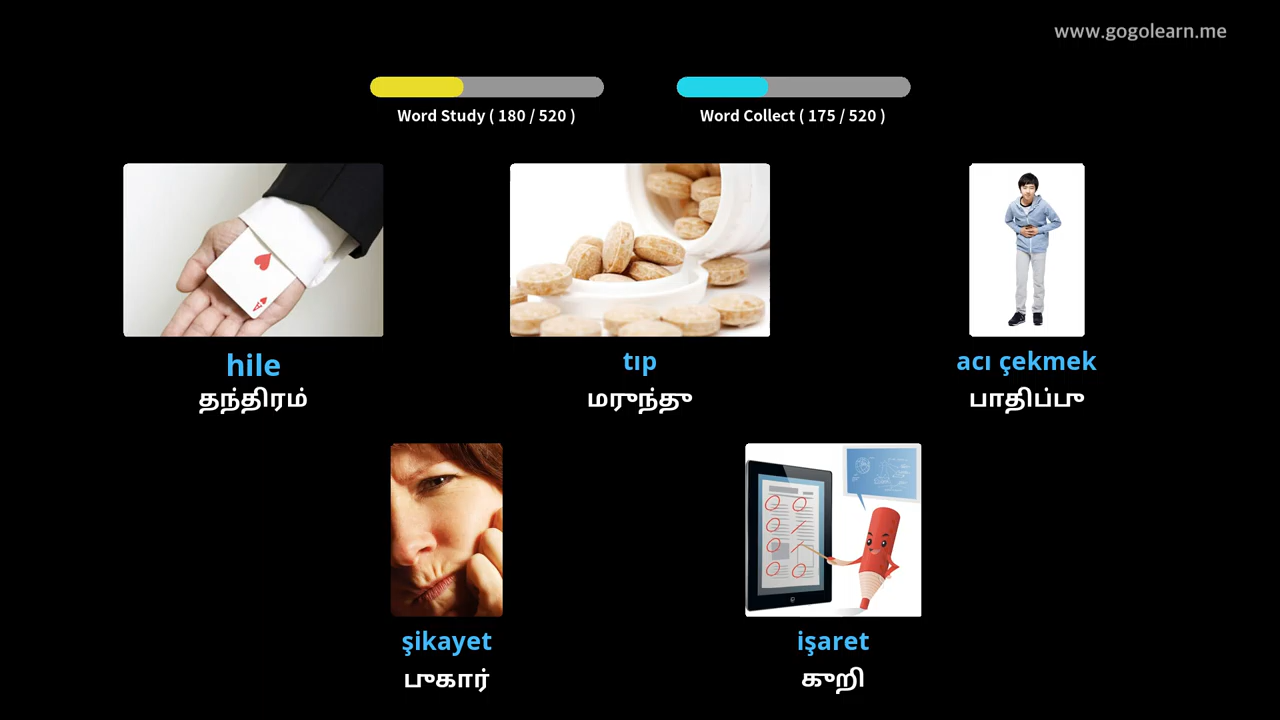 www.gogolearn.me
Word Study ( 180 / 520 )
Word Collect ( 175 / 520 )
hile
தந்திரம்
tıp
மருந்து
acı çekmek
பாதிப்பு
şikayet
புகார்
işaret
குறி